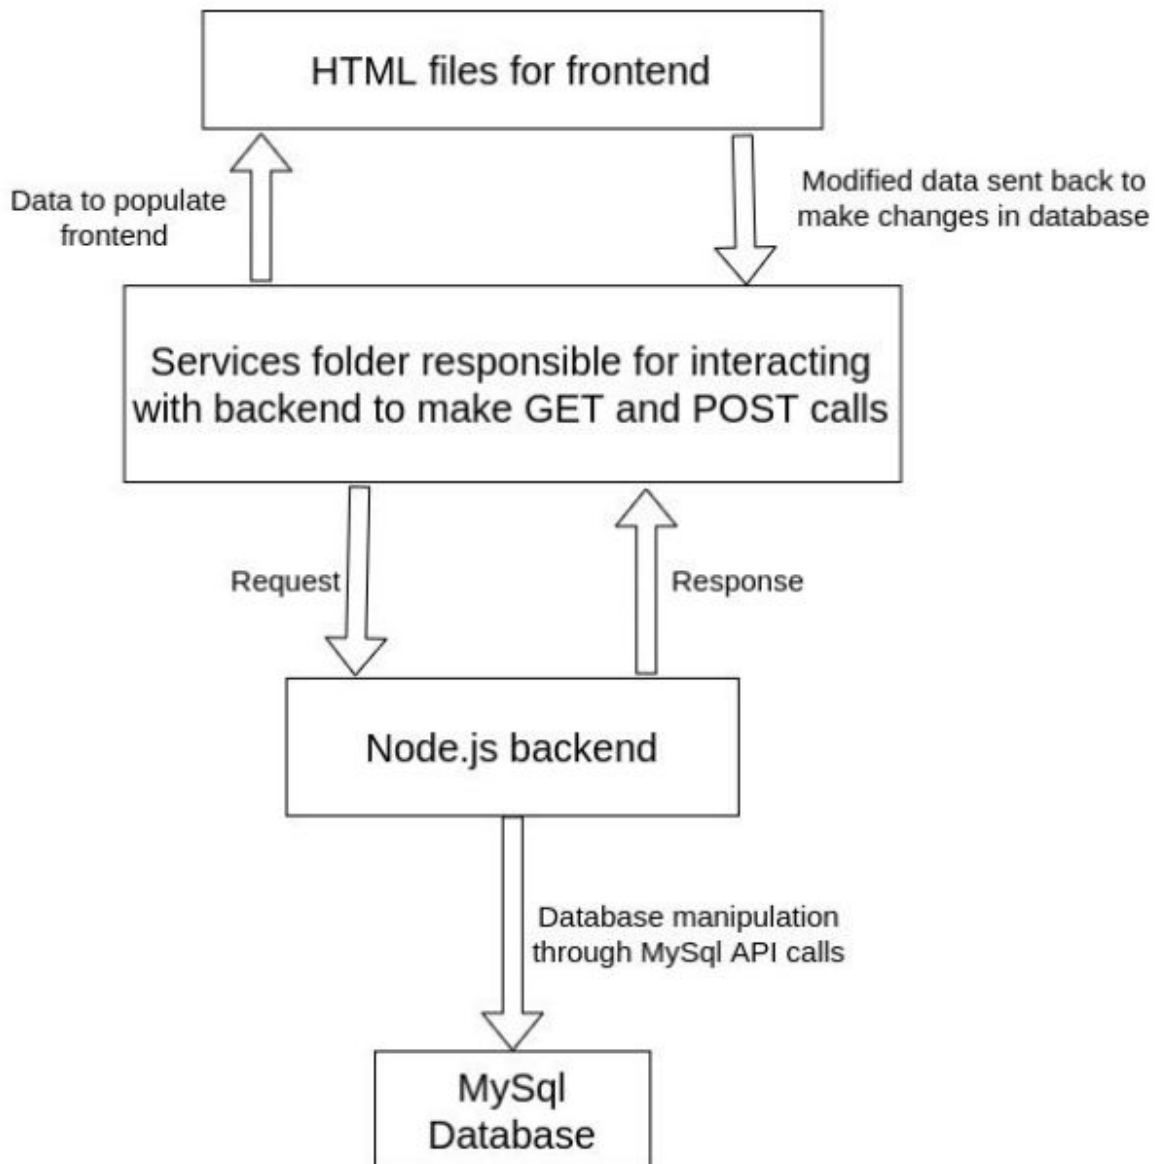 HTML files for frontend
Data to populate
frontend
Modified data sent back to
make changes in database
Services folder responsible for interacting
with backend to make GET and POST calls
Request
Response
Node.js backend
Database manipulation
through MySql API calls
MySql
Database